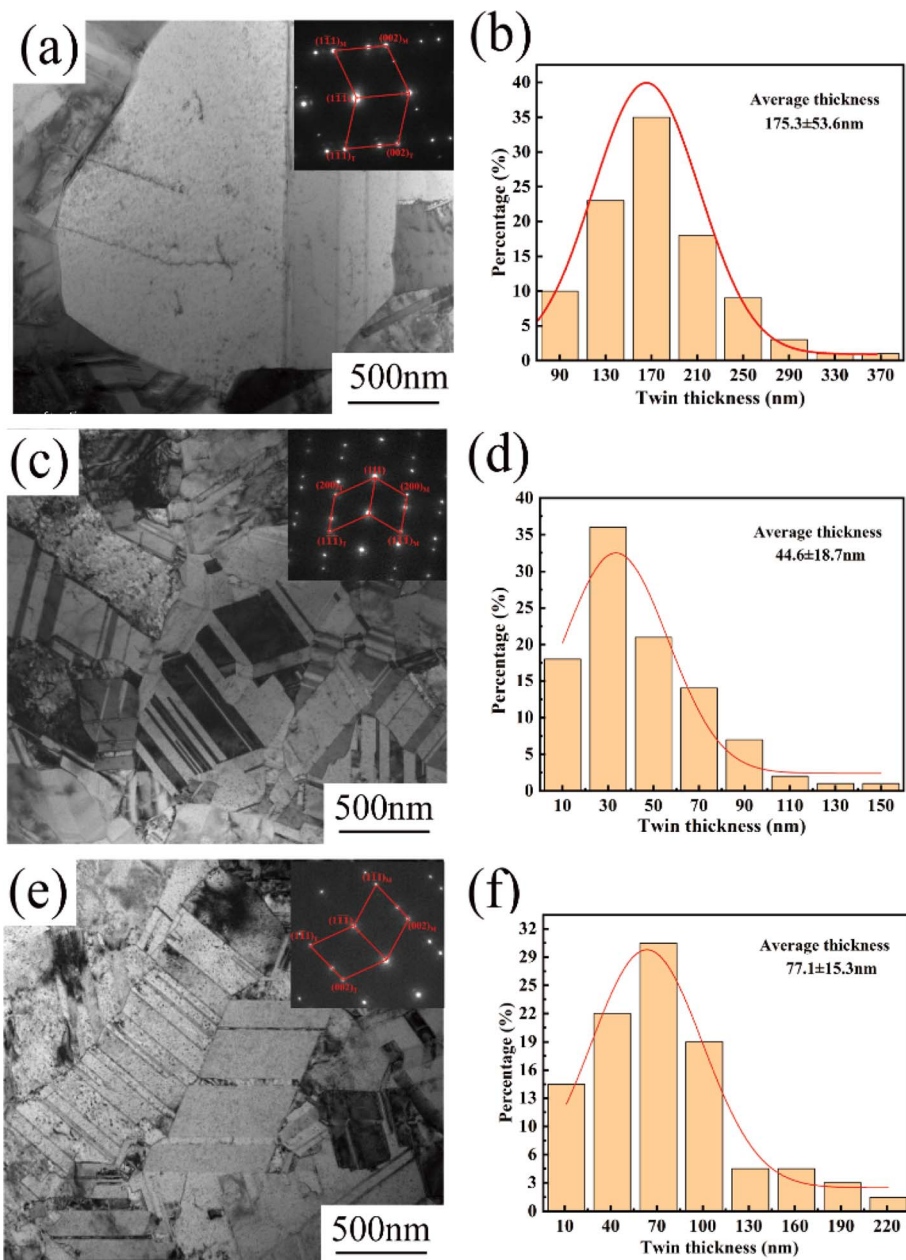 (a)
(11̄1)M
(002)M
(11̄1̄)
(11̄1)T
(002)T
500nm
(b)
Average thickness
175.3±53.6nm
Percentage (%)
40
35
30
25
20
15
10
5
0
90 130 170 210 250 290 330 370
Twin thickness (nm)
(c)
(111)
(200)
(200)M
(11̄1̄)T
(11̄1)M
500nm
(d)
Average thickness
44.6±18.7nm
Percentage (%)
40
35
30
25
20
15
10
5
0
10 30 50 70 90 110 130 150
Twin thickness (nm)
(e)
(11̄1)M
(11̄1̄)
(002)M
(11̄1)T
(002)T
500nm
(f)
Average thickness
77.1±15.3nm
Percentage (%)
32
29
26
22
19
16
13
10
6
3
0
10 40 70 100 130 160 190 220
Twin thickness (nm)